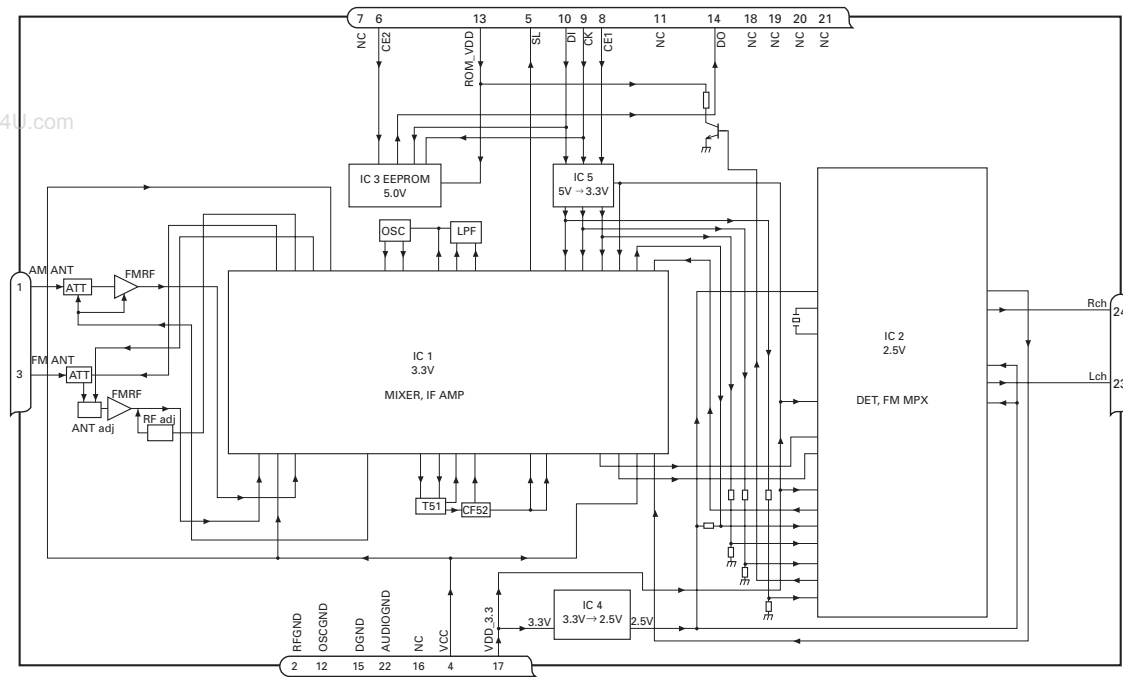 7 6 13 5 10 9 8 11 14 18 19 20 21
NC CE2 ROM_VDD SL DI CK CE1 NC DO NC NC NC NC
4U.com
IC 3 EEPROM
5.0V
IC 5
5V → 3.3V
OSC
LPF
AM ANT
1
ATT
FMRF
FM ANT
3
ATT
FMRF
ANT adj
RF adj
IC 1
3.3V
MIXER, IF AMP
IC 2
2.5V
DET, FM MPX
Rch
24
Lch
23
T51
CF52
IC 4
3.3V→2.5V
3.3V
2.5V
RFGND OSCGND DGND AUDIOGND NC VCC VDD_3.3
2 12 15 22 16 4 17